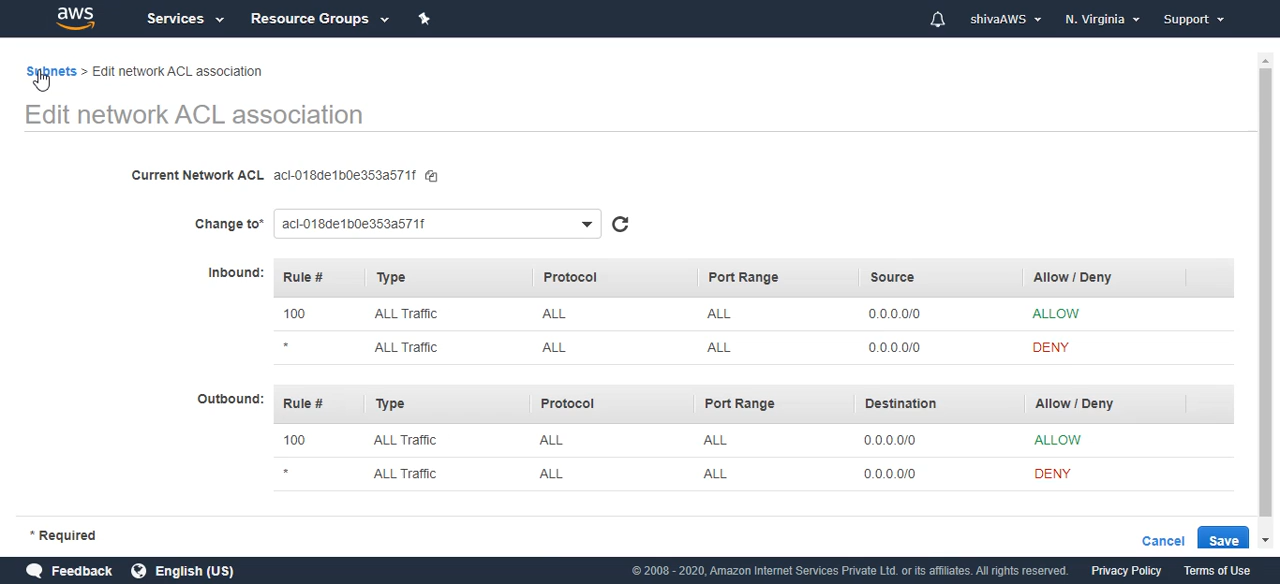 aws Services Resource Groups shivaAWS N. Virginia Support
Subnets > Edit network ACL association
Edit network ACL association
Current Network ACL acl-018de1b0e353a571f
Change to* acl-018de1b0e353a571f
Inbound: Rule # Type Protocol Port Range Source Allow / Deny
100 ALL Traffic ALL ALL 0.0.0.0/0 ALLOW
* ALL Traffic ALL ALL 0.0.0.0/0 DENY
Outbound: Rule # Type Protocol Port Range Destination Allow / Deny
100 ALL Traffic ALL ALL 0.0.0.0/0 ALLOW
* ALL Traffic ALL ALL 0.0.0.0/0 DENY
* Required Cancel Save
Feedback English (US) © 2008 - 2020, Amazon Internet Services Private Ltd. or its affiliates. All rights reserved. Privacy Policy Terms of Use